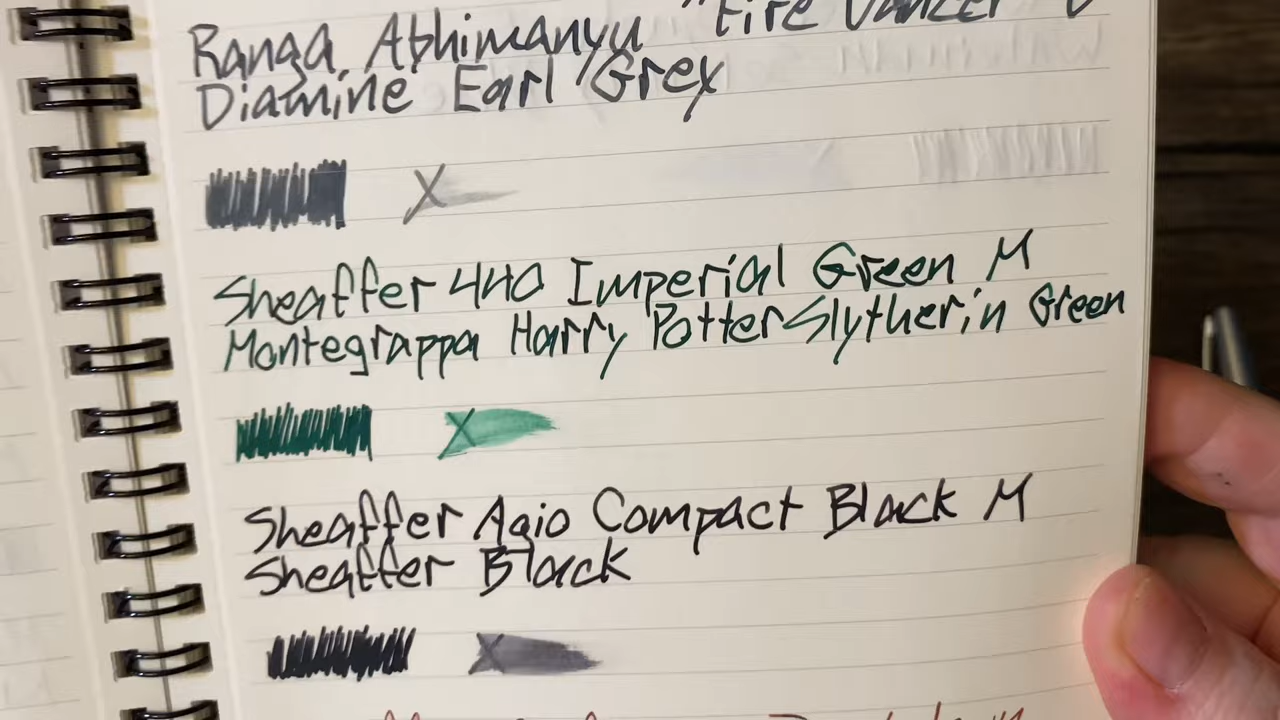 Ranga Abhimanyu "Fire
Diamine Earl Grey
X
Sheaffer 440 Imperial Green M
Montegrappa Harry Potter Slytherin Green
X
Sheaffer Agio Compact Black M
Sheaffer Black
X